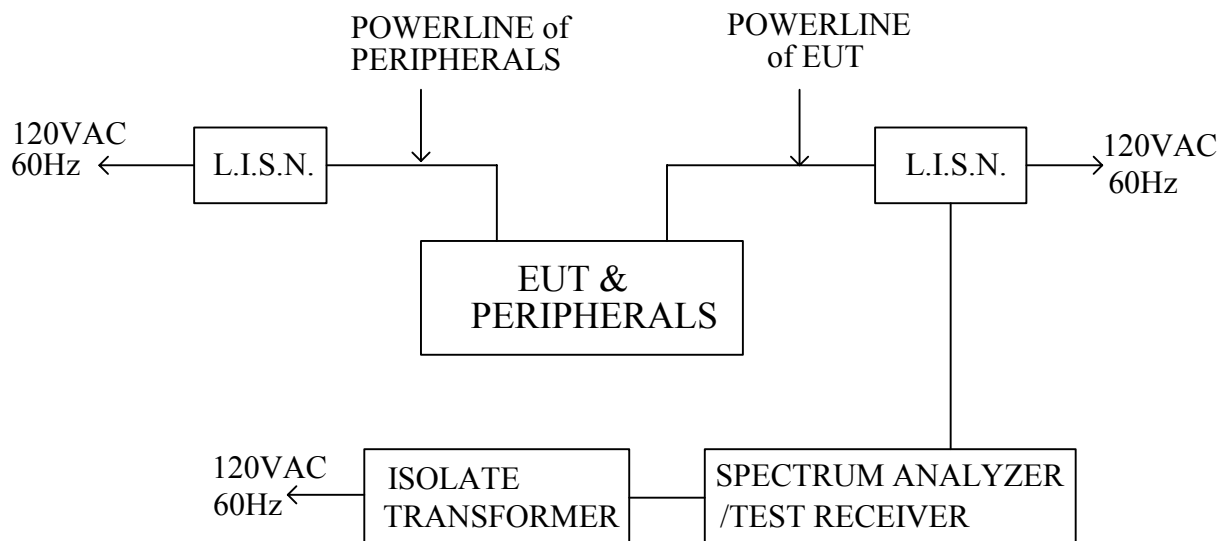 POWERLINE of
PERIPHERALS
POWERLINE
of EUT
120VAC
60Hz
L.I.S.N.
L.I.S.N.
120VAC
60Hz
EUT &
PERIPHERALS
120VAC
60Hz
ISOLATE
TRANSFORMER
SPECTRUM ANALYZER
/TEST RECEIVER